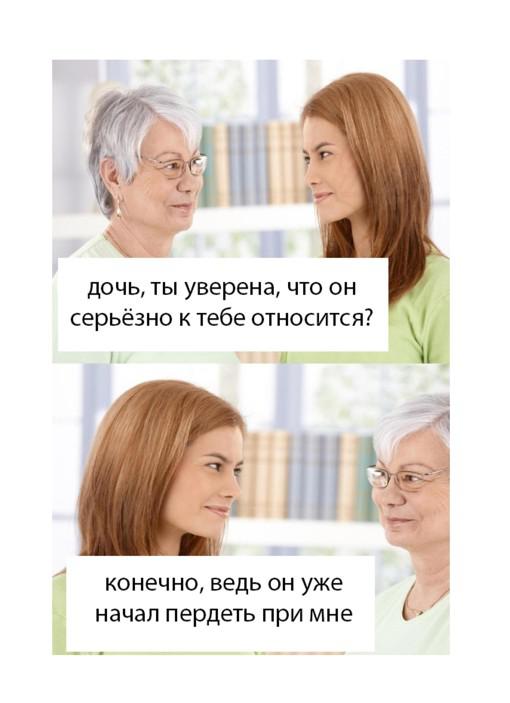 дочь, ты уверена, что он
серьёзно к тебе относится?
конечно, ведь он уже
начал пердеть при мне